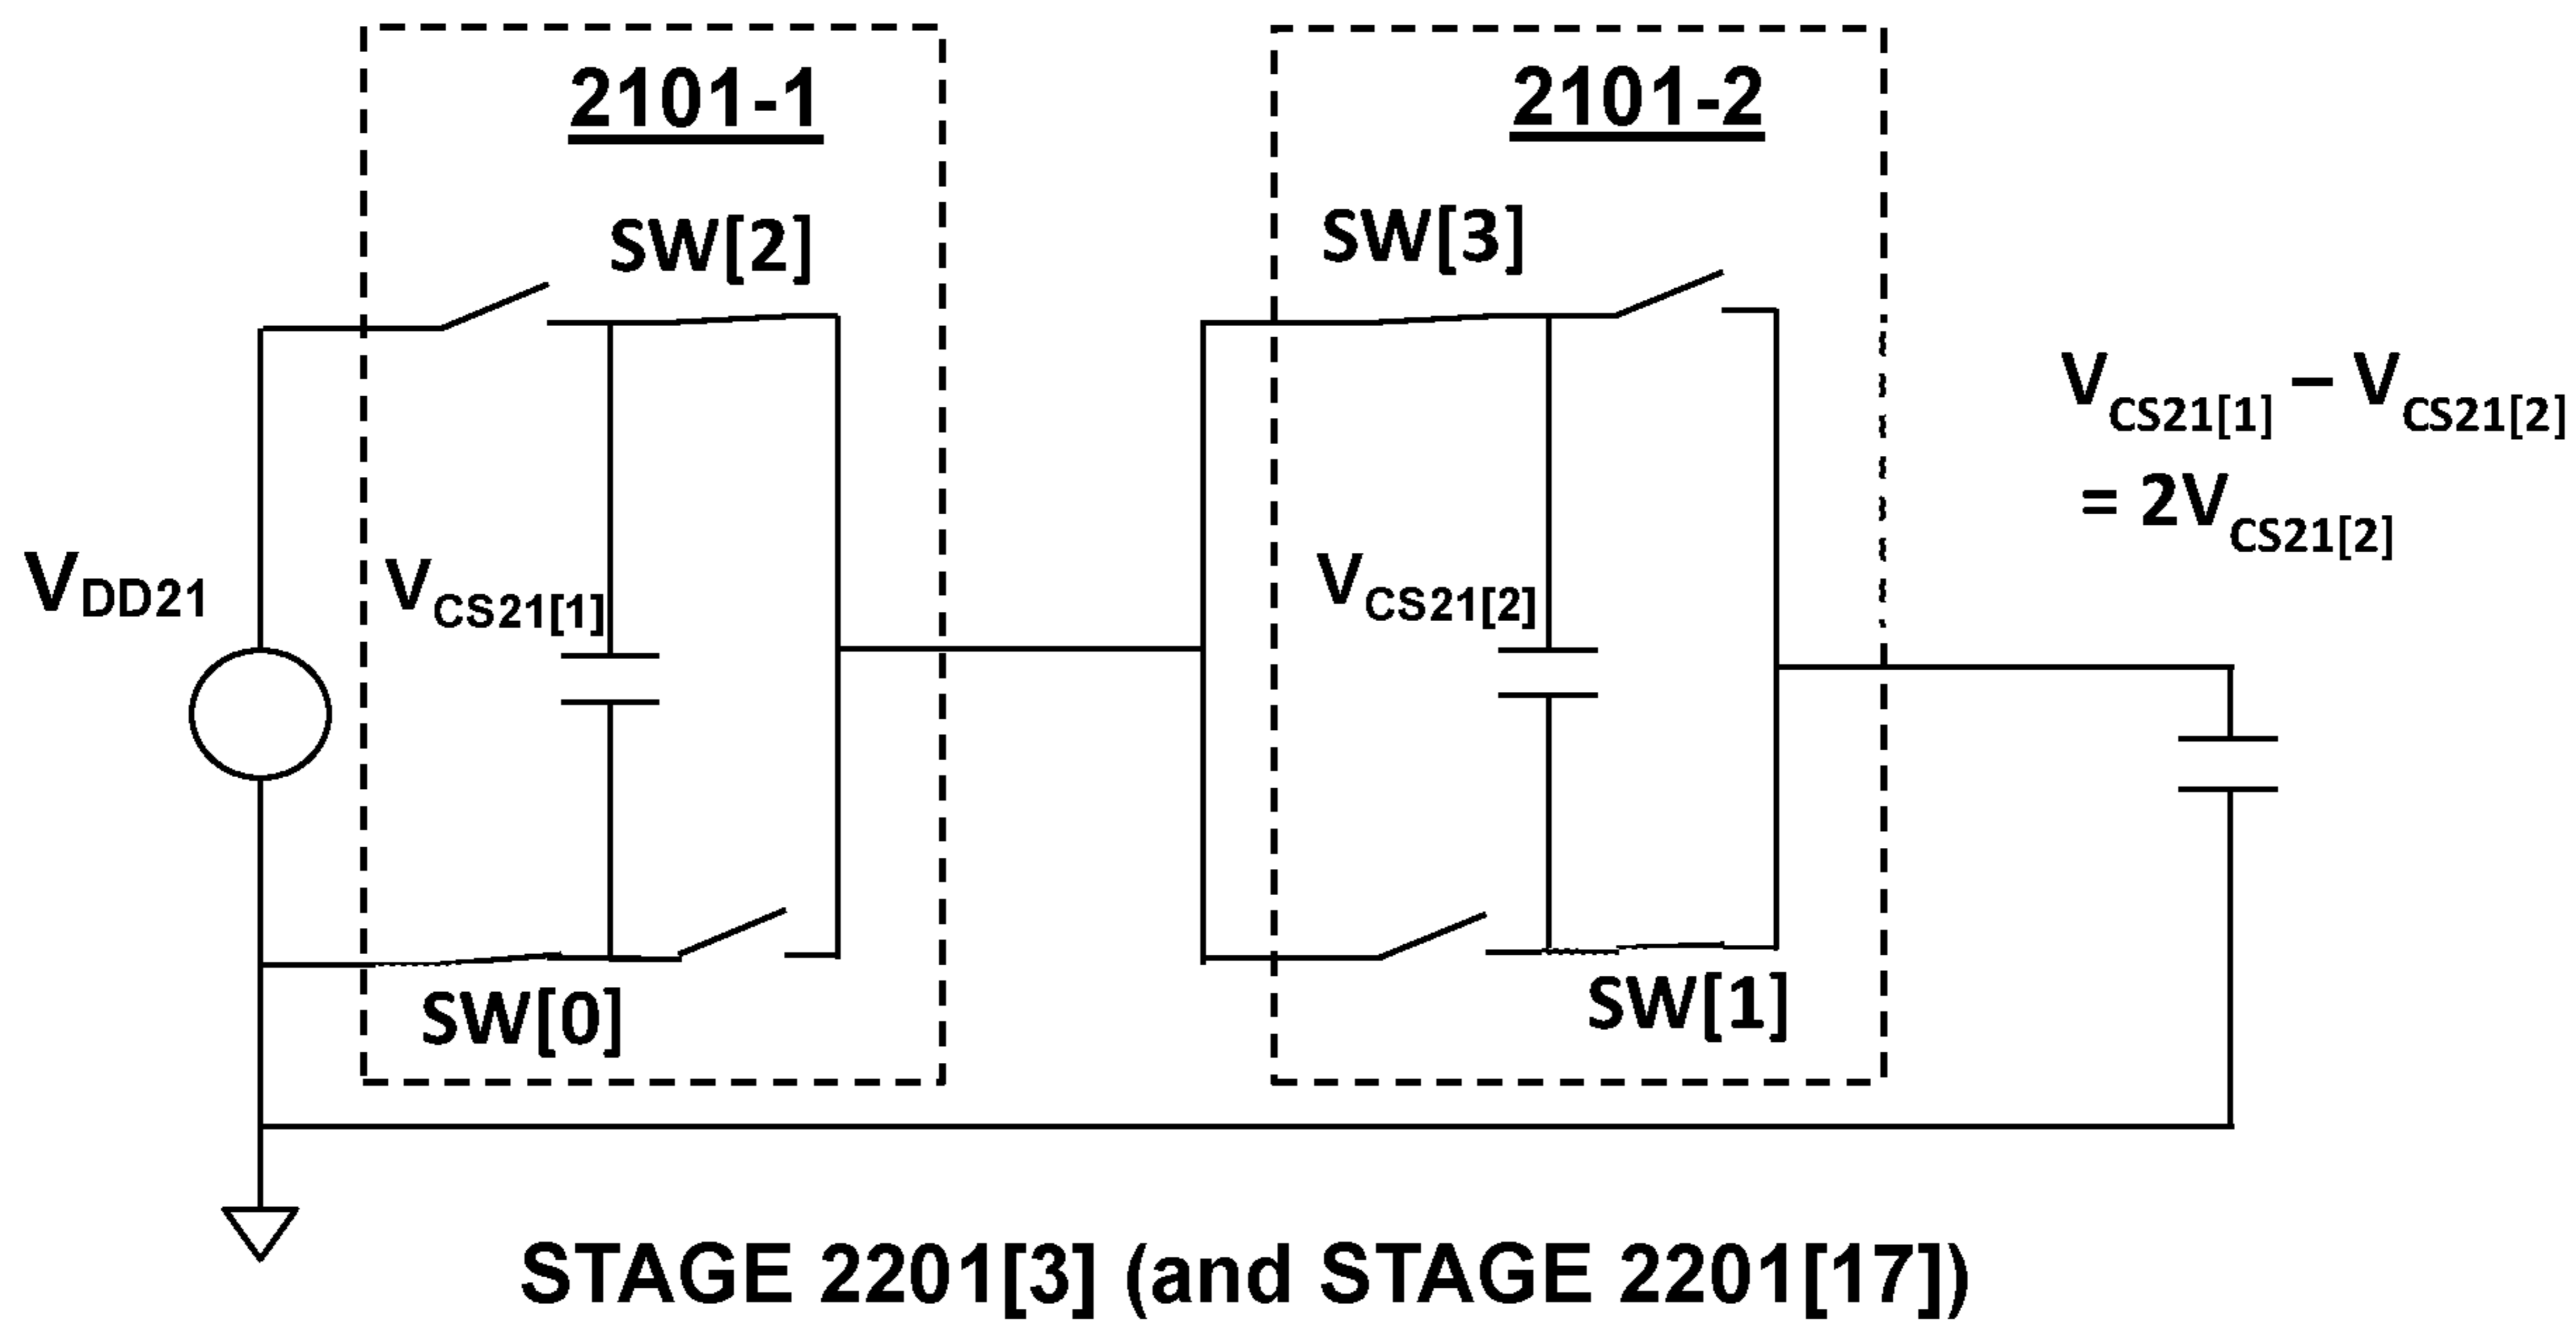 2101-1
2101-2
SW[2]
SW[3]
VCS21[1] – VCS21[2]
= 2VCS21[2]
VDD21
VCS21[1]
VCS21[2]
SW[0]
SW[1]
STAGE 2201[3] (and STAGE 2201[17])